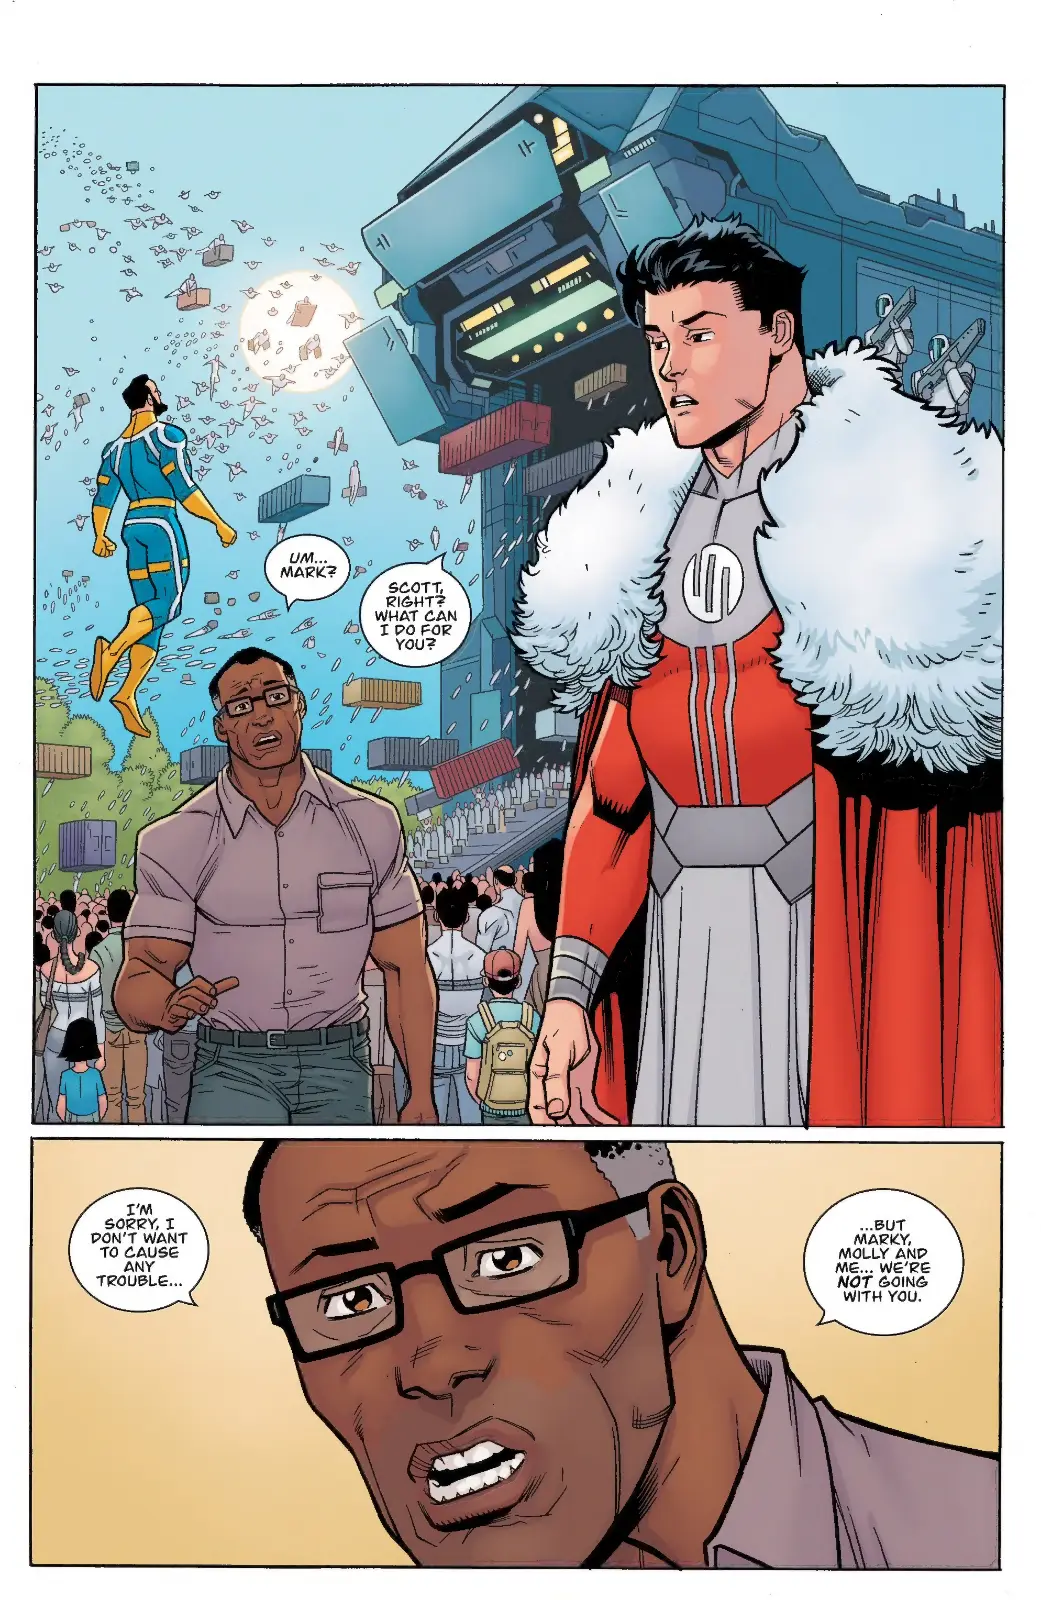 UM...
MARK?
SCOTT,
RIGHT?
WHAT CAN
I DO FOR
YOU?
I'M
SORRY, I
DON'T WANT
TO CAUSE
ANY
TROUBLE...
...BUT
MARKY,
MOLLY AND
ME... WE'RE
NOT GOING
WITH YOU.